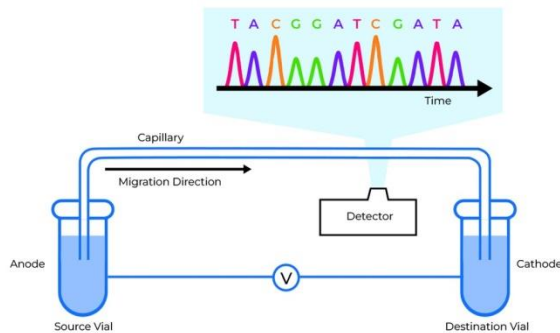 T A C G G A T C G A T A
Time
Capillary
Migration Direction
Detector
Anode
Cathode
V
Source Vial
Destination Vial